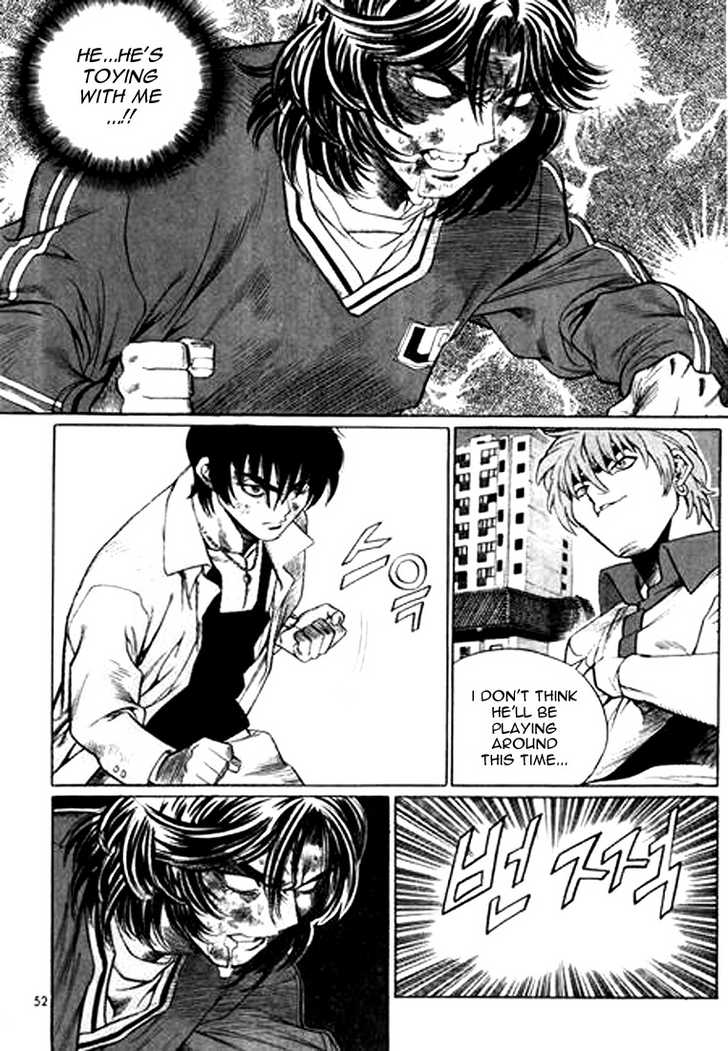 HE...HE'S
TOYING
WITH ME
...!!
U
스윽
I DON'T THINK
HE'LL BE
PLAYING
AROUND
THIS TIME...
번쩍
52